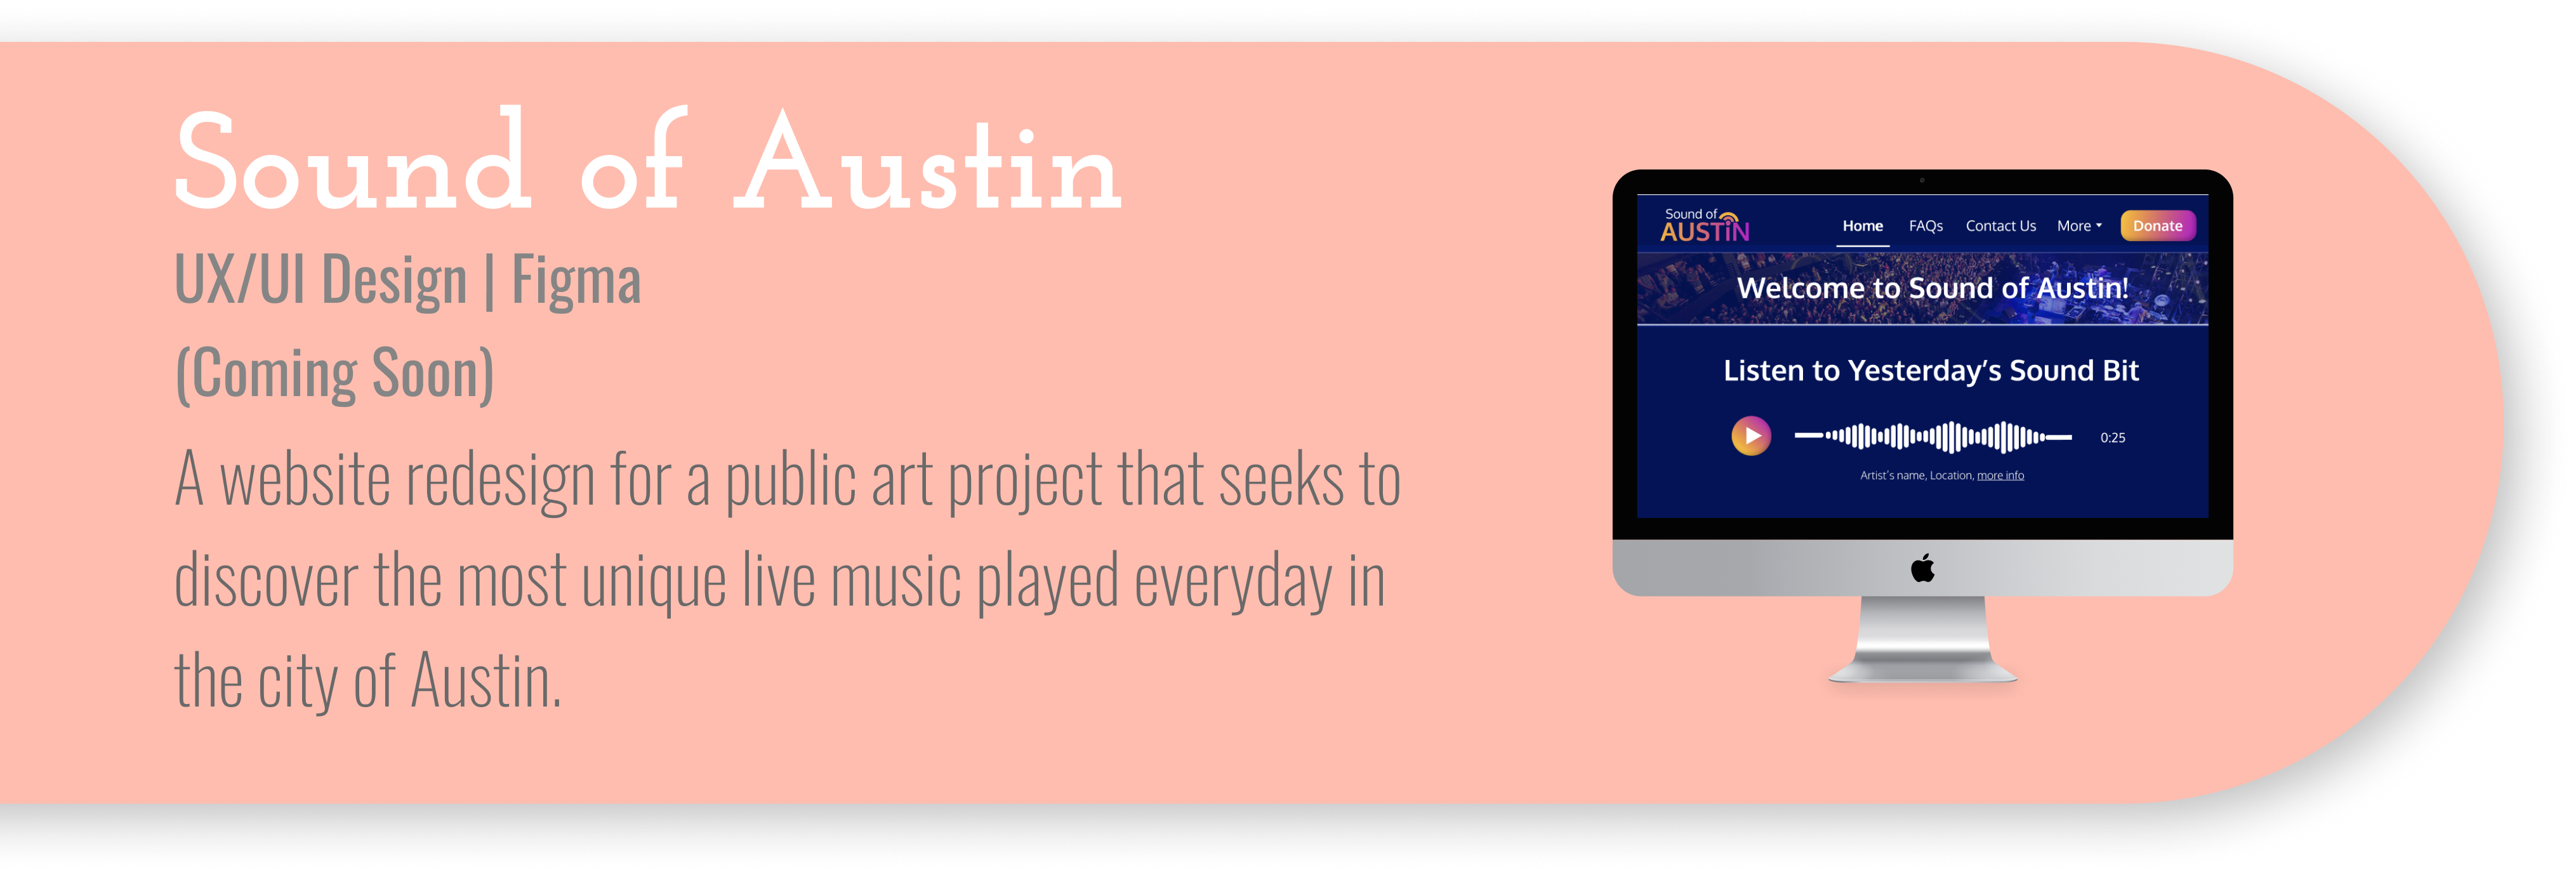 Sound of Austin
UX/UI Design | Figma
(Coming Soon)
A website redesign for a public art project that seeks to
discover the most unique live music played everyday in
the city of Austin.
Sound of
AUSTiN
Home FAQs Contact Us More Donate
Welcome to Sound of Austin!
Listen to Yesterday's Sound Bit
0:25
Artist's name, Location, more info